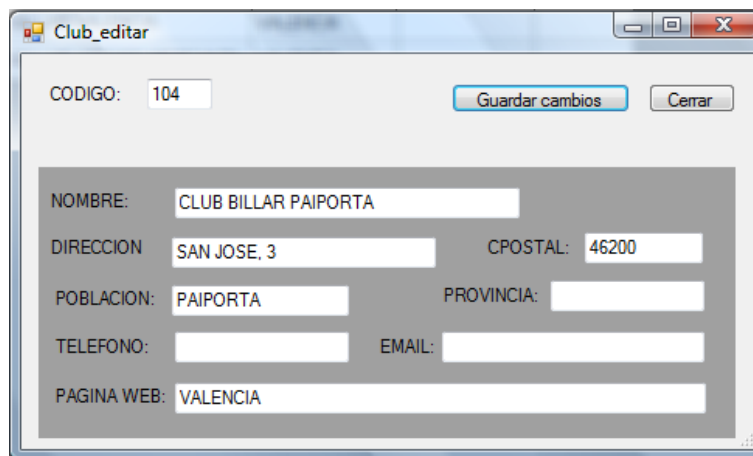 Club_editar
CODIGO: 104 Guardar cambios Cerrar
NOMBRE: CLUB BILLAR PAIPORTA
DIRECCION SAN JOSE, 3 CPOSTAL: 46200
POBLACION: PAIPORTA PROVINCIA:
TELEFONO: EMAIL:
PAGINA WEB: VALENCIA